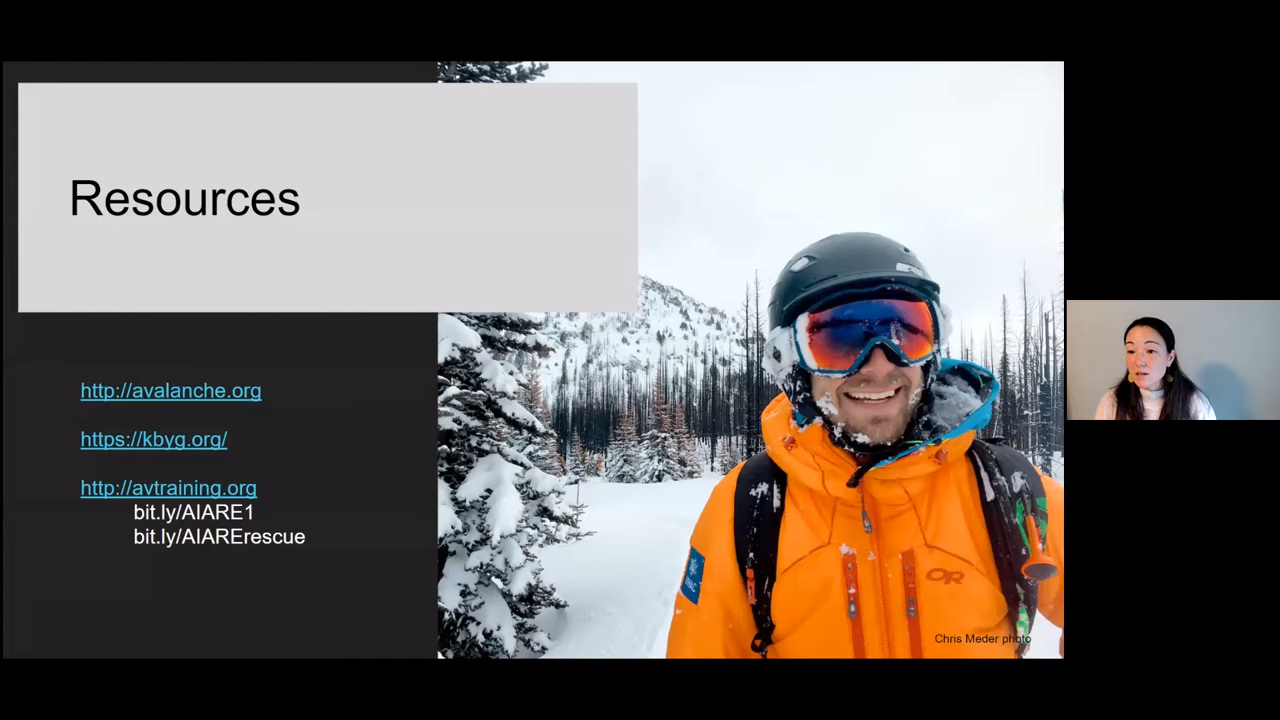 Resources
http://avalanche.org
https://kbyg.org/
http://avtraining.org
bit.ly/AIARE1
bit.ly/AIARErescue
OR
Chris Meder photo